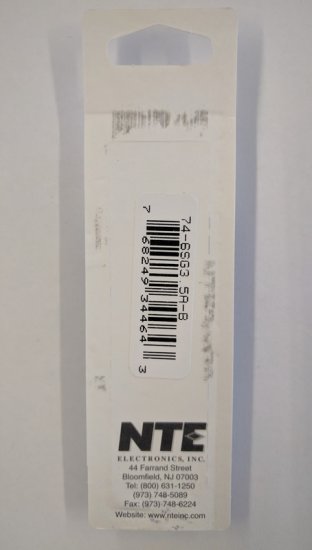 74-6SG3.5A-B
7 68249 34464 3
NTE
ELECTRONICS, INC.
44 Farrand Street
Bloomfield, NJ 07003
Tel: (800) 631-1250
(973) 748-5089
Fax: (973) 748-6224
Website: www.nteinc.com